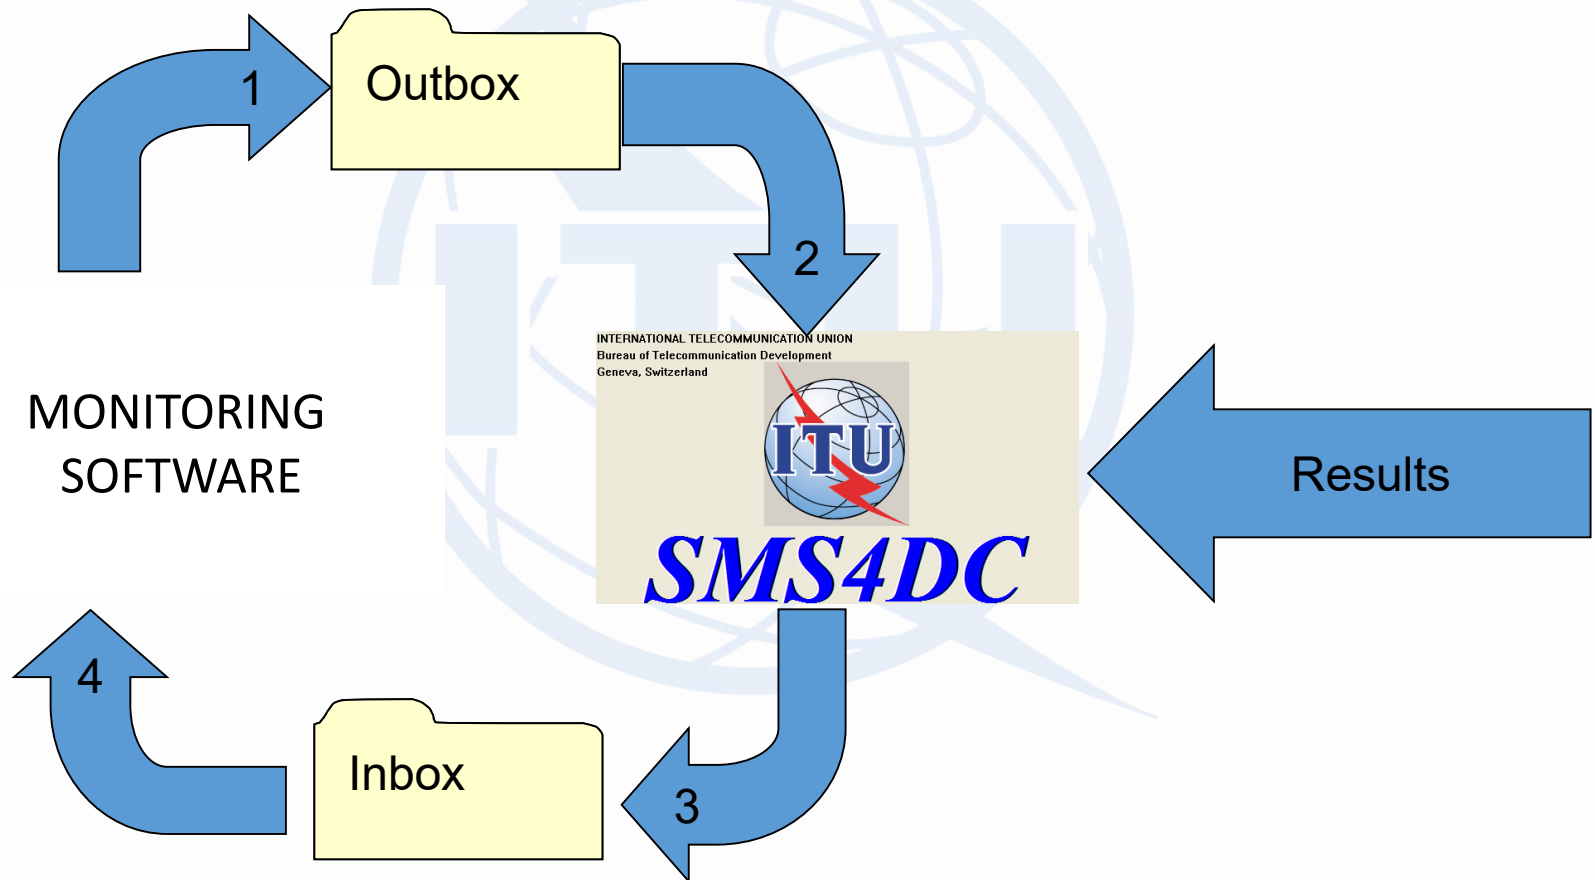 1
Outbox
2
INTERNATIONAL TELECOMMUNICATION UNION
Bureau of Telecommunication Development
Geneva, Switzerland
MONITORING
SOFTWARE
ITU
Results
SMS4DC
4
Inbox
3
ITU